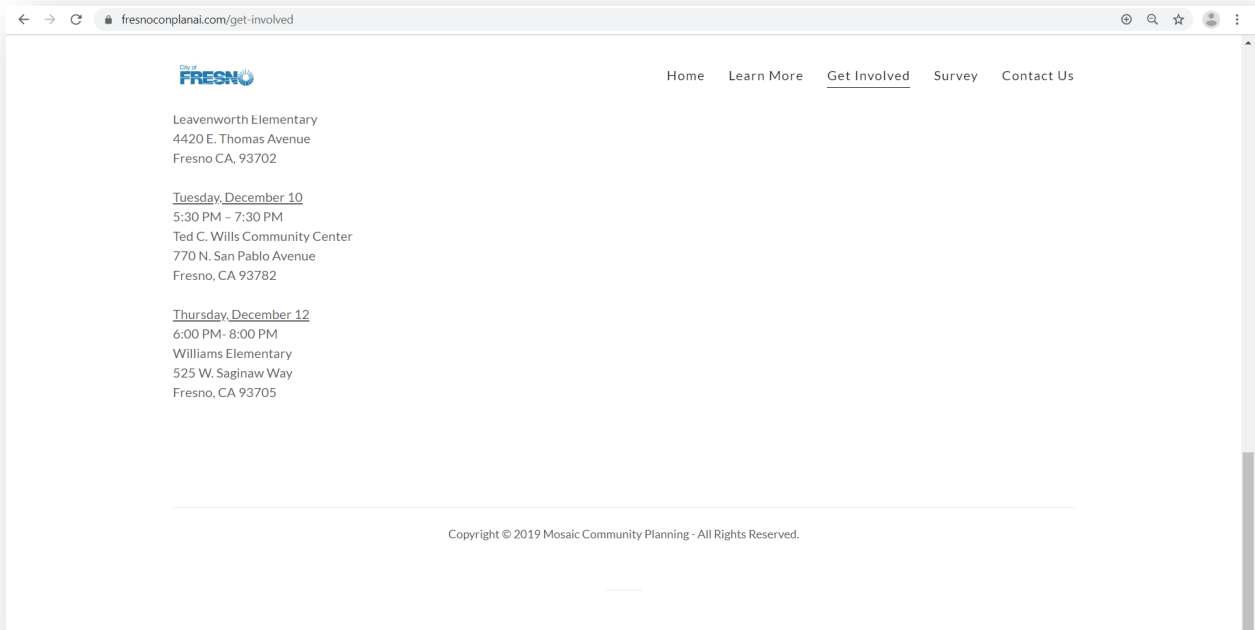 fresnoconplanai.com/get-involved
City of
FRESNO
Home Learn More Get Involved Survey Contact Us
Leavenworth Elementary
4420 E. Thomas Avenue
Fresno CA, 93702
Tuesday, December 10
5:30 PM – 7:30 PM
Ted C. Wills Community Center
770 N. San Pablo Avenue
Fresno, CA 93782
Thursday, December 12
6:00 PM- 8:00 PM
Williams Elementary
525 W. Saginaw Way
Fresno, CA 93705
Copyright © 2019 Mosaic Community Planning - All Rights Reserved.